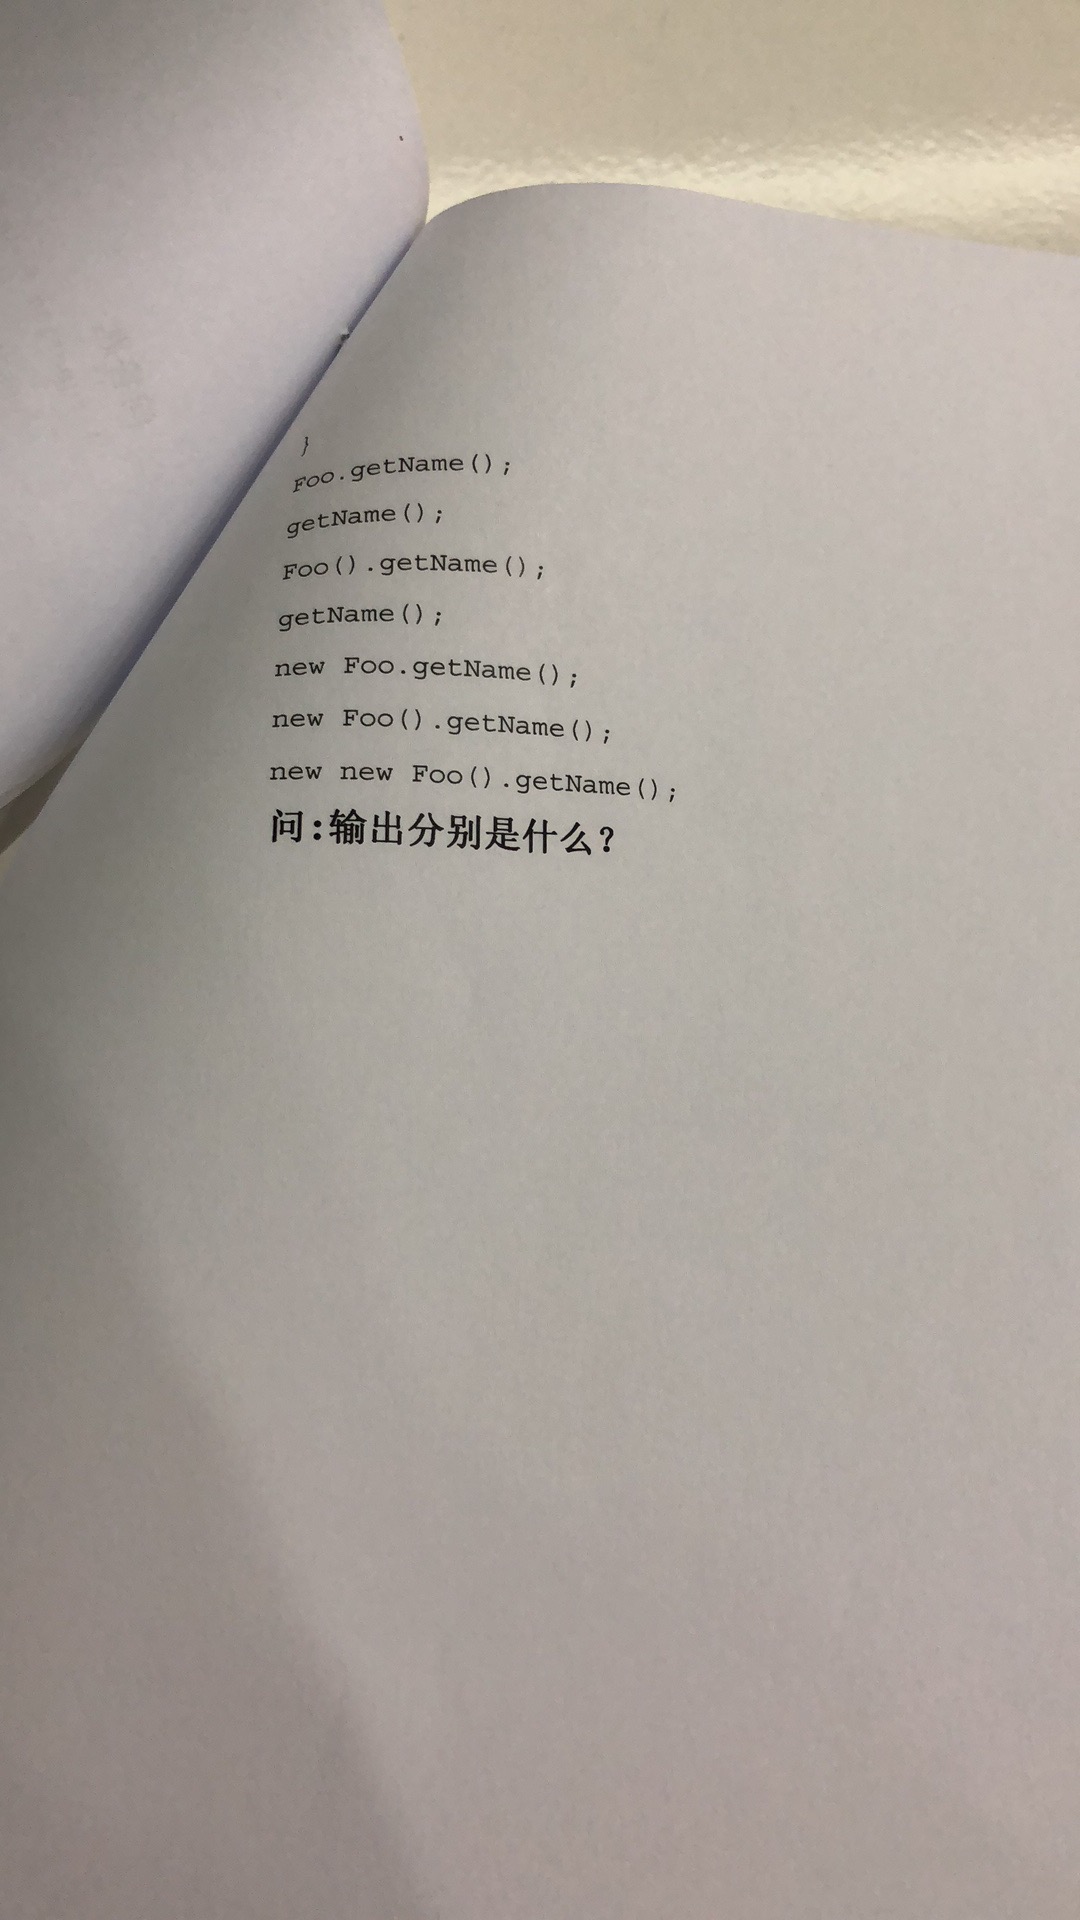 }
Foo.getName();
getName();
Foo().getName();
getName();
new Foo.getName();
new Foo().getName();
new new Foo().getName();
问:输出分别是什么?